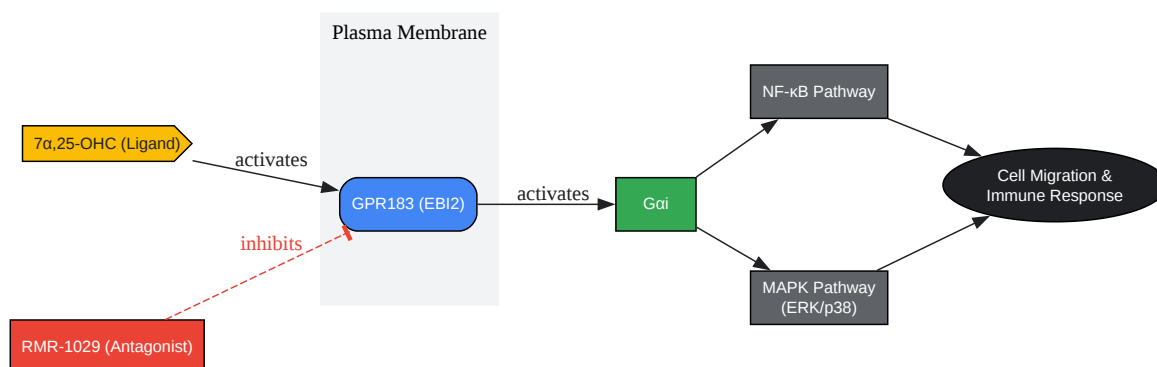 Plasma Membrane
7α,25-OHC (Ligand)
activates
GPR183 (EBI2)
inhibits
RMR-1029 (Antagonist)
activates
Gαi
NF-κB Pathway
MAPK Pathway
(ERK/p38)
Cell Migration &
Immune Response